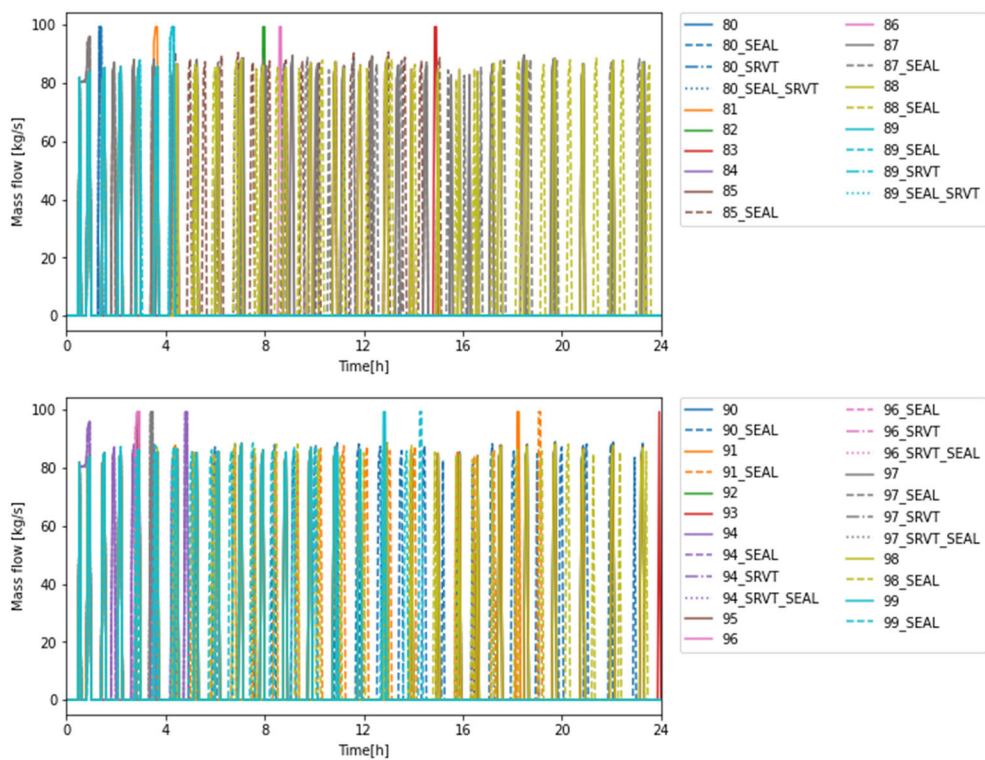 100
80
60
40
20
0
Mass flow [kg/s]
0 4 8 12 16 20 24
Time[h]
80
80_SEAL
80_SRVT
80_SEAL_SRVT
81
82
83
84
85
85_SEAL
86
87
87_SEAL
88
88_SEAL
89
89_SEAL
89_SRVT
89_SEAL_SRVT
100
80
60
40
20
0
Mass flow [kg/s]
0 4 8 12 16 20 24
Time[h]
90
90_SEAL
91
91_SEAL
92
93
94
94_SEAL
94_SRVT
94_SRVT_SEAL
95
96
96_SEAL
96_SRVT
96_SRVT_SEAL
97
97_SEAL
97_SRVT
97_SRVT_SEAL
98
98_SEAL
99
99_SEAL